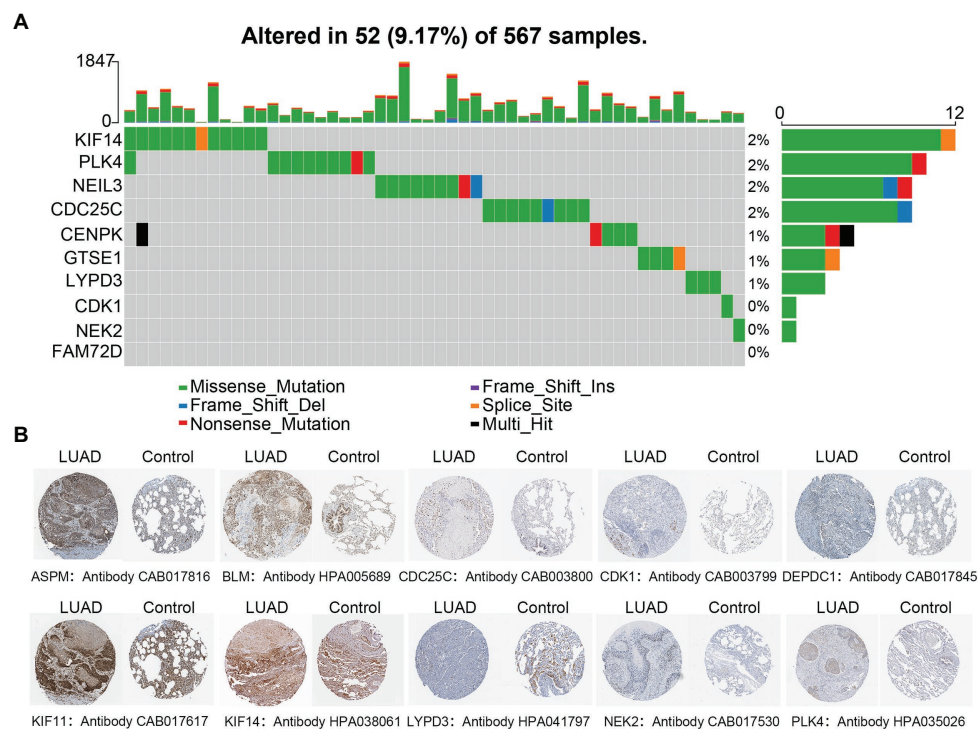 A
Altered in 52 (9.17%) of 567 samples.
1847
0
0 12
KIF14 2%
PLK4 2%
NEIL3 2%
CDC25C 2%
CENPK 1%
GTSE1 1%
LYPD3 1%
CDK1 0%
NEK2 0%
FAM72D 0%
Missense_Mutation Frame_Shift_Ins
Frame_Shift_Del Splice_Site
Nonsense_Mutation Multi_Hit
B
LUAD Control LUAD Control LUAD Control LUAD Control LUAD Control
ASPM: Antibody CAB017816 BLM: Antibody HPA005689 CDC25C: Antibody CAB003800 CDK1: Antibody CAB003799 DEPDC1: Antibody CAB017845
LUAD Control LUAD Control LUAD Control LUAD Control LUAD Control
KIF11: Antibody CAB017617 KIF14: Antibody HPA038061 LYPD3: Antibody HPA041797 NEK2: Antibody CAB017530 PLK4: Antibody HPA035026